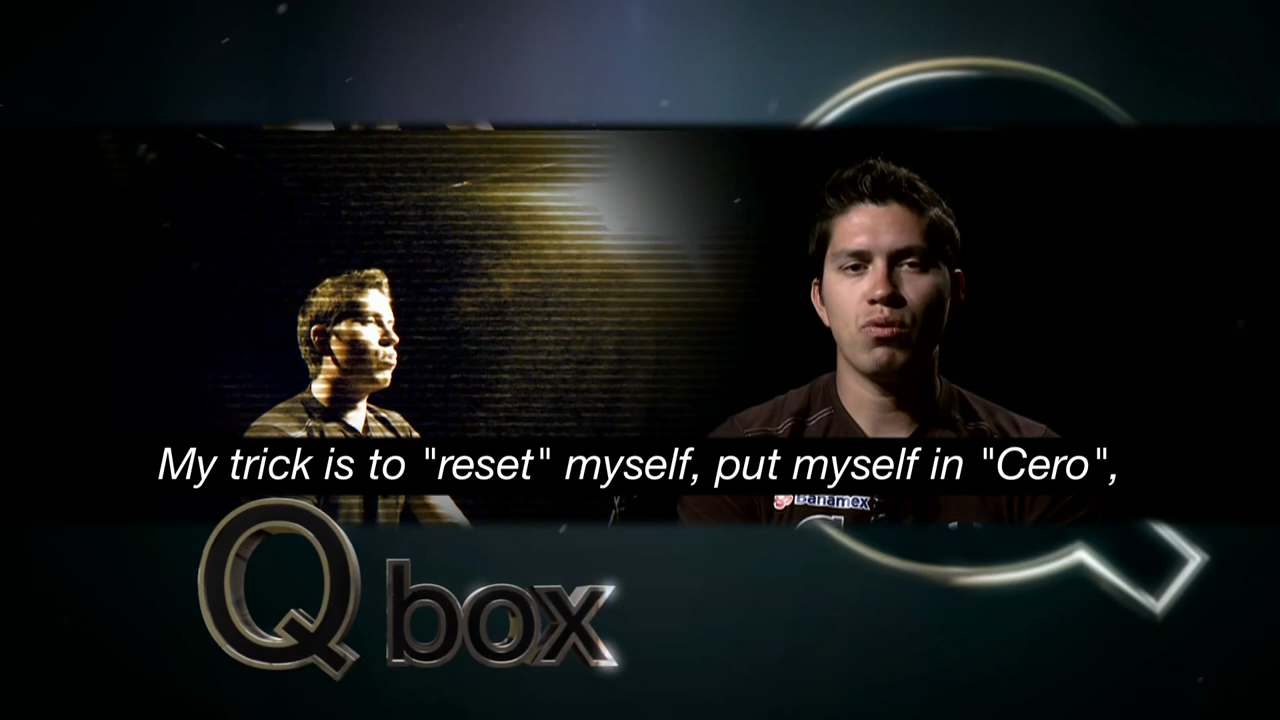 My trick is to "reset" myself, put myself in "Cero",
Banamex
Q box